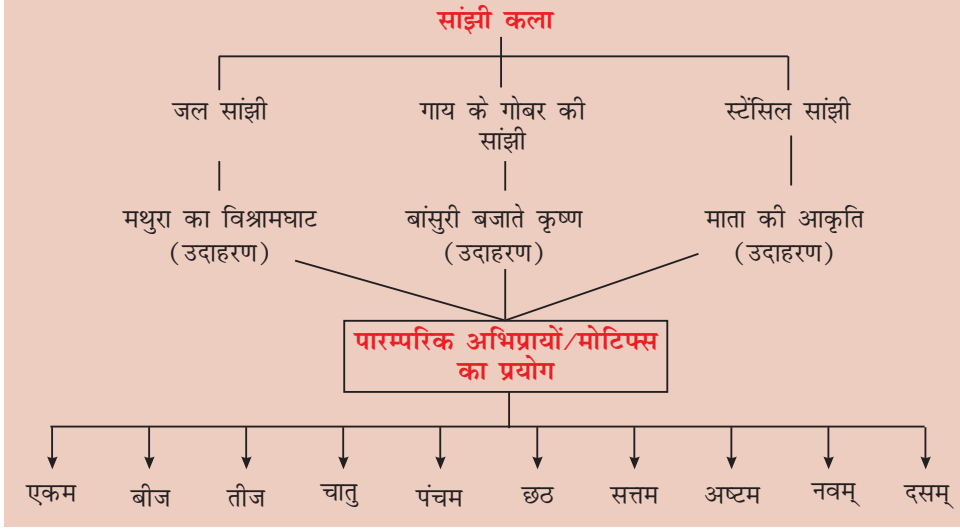 सांझी कला
जल सांझी
गाय के गोबर की
सांझी
स्टेंसिल सांझी
मथुरा का विश्रामघाट
(उदाहरण)
बांसुरी बजाते कृष्ण
(उदाहरण)
माता की आकृति
(उदाहरण)
पारम्परिक अभिप्रायों/मोटिफ्स
का प्रयोग
एकम
बीज
तीज
चातु
पंचम
छठ
सत्तम
अष्टम
नवम्
दसम्